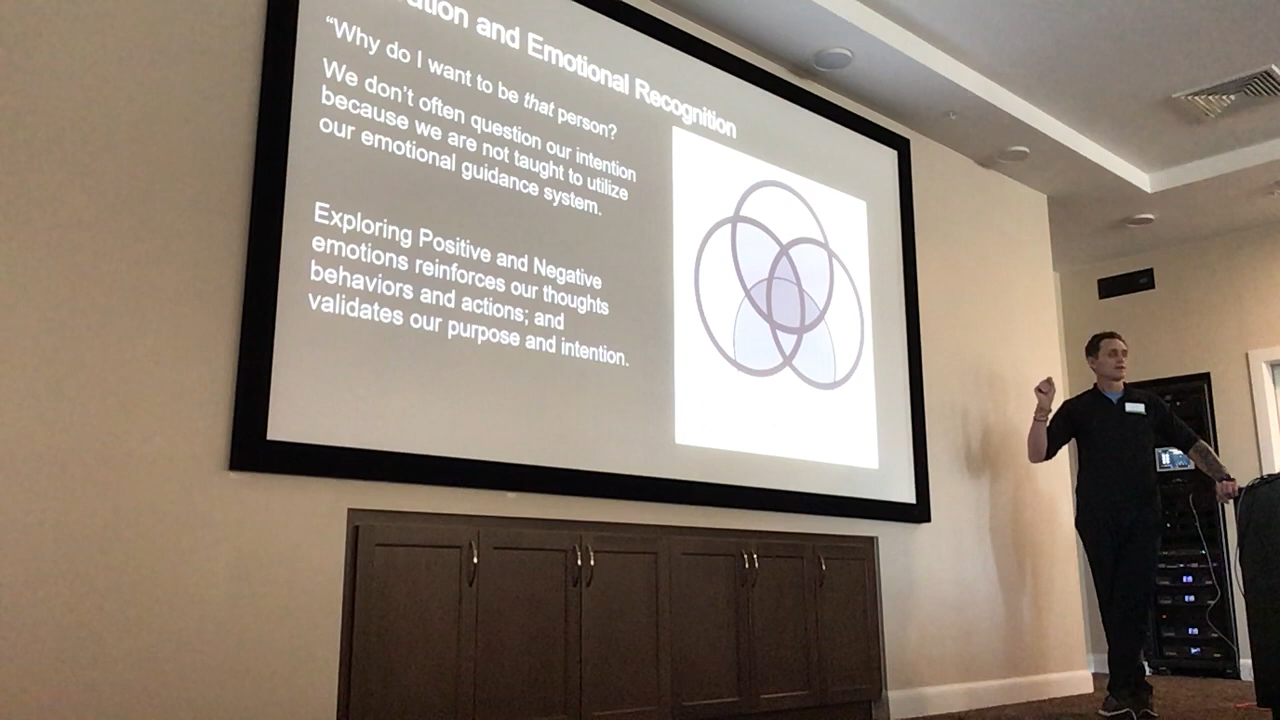 and Emotional Recognition
“Why do I want to be that person?
We don’t often question our intention
because we are not taught to utilize
our emotional guidance system.
Exploring Positive and Negative
emotions reinforces our thoughts
behaviors and actions; and
validates our purpose and intention.